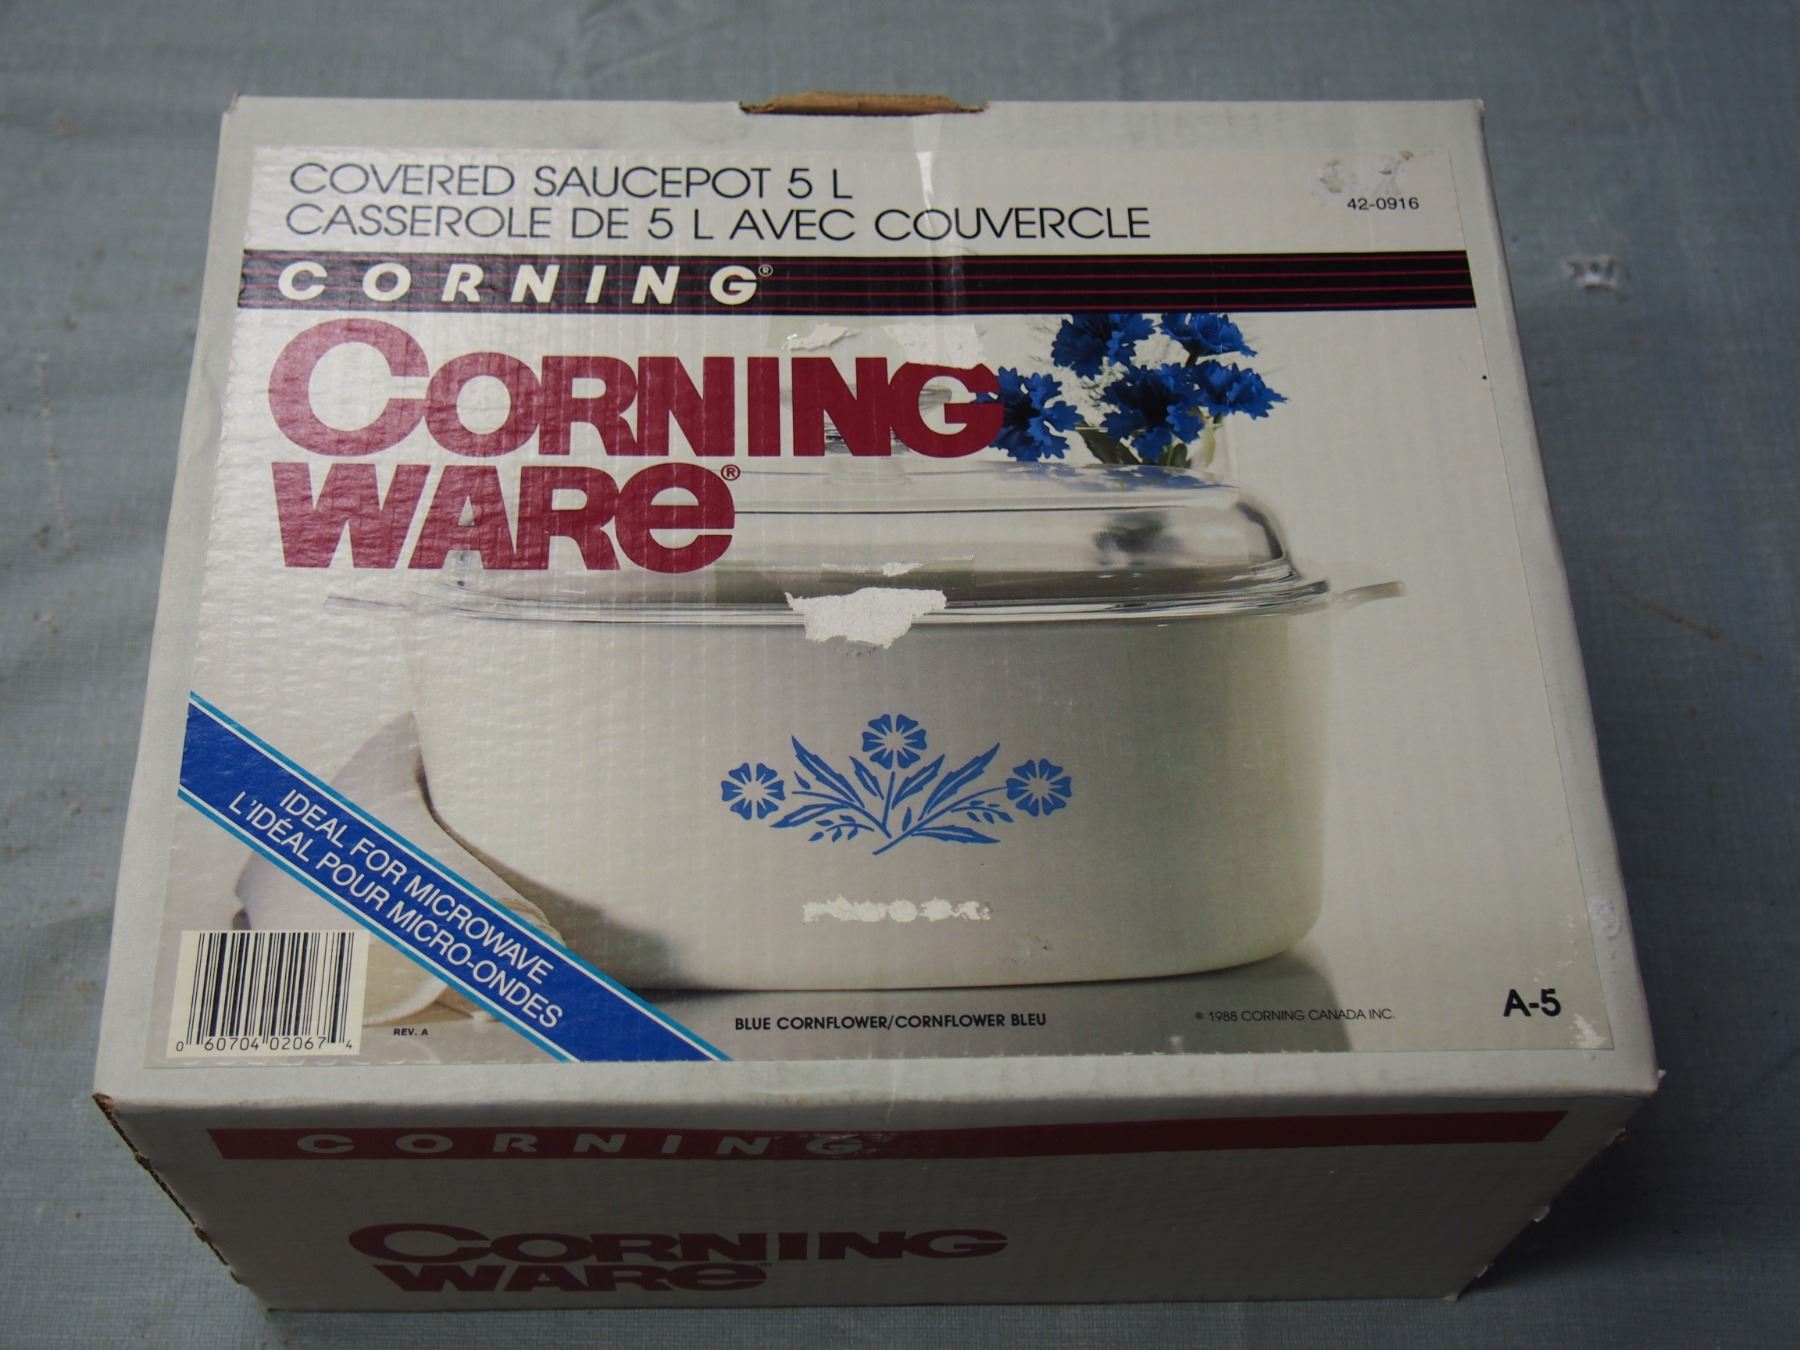 COVERED SAUCEPOT 5 L
CASSEROLE DE 5 L AVEC COUVERCLE
42-0916
CORNING®
CORNING
WARE®
IDEAL FOR MICROWAVE
L'IDÉAL POUR MICRO-ONDES
0 60704 02067 4
REV. A
BLUE CORNFLOWER/CORNFLOWER BLEU
© 1988 CORNING CANADA INC.
A-5
CORNING
CORNING
WARE®